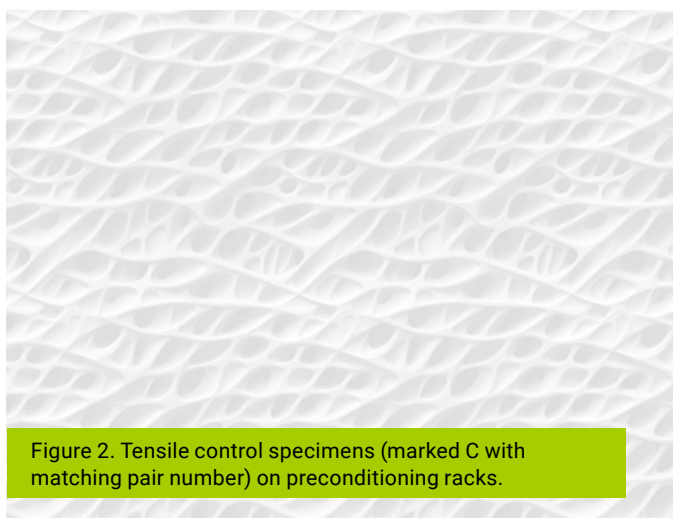 Figure 2. Tensile control specimens (marked C with
matching pair number) on preconditioning racks.